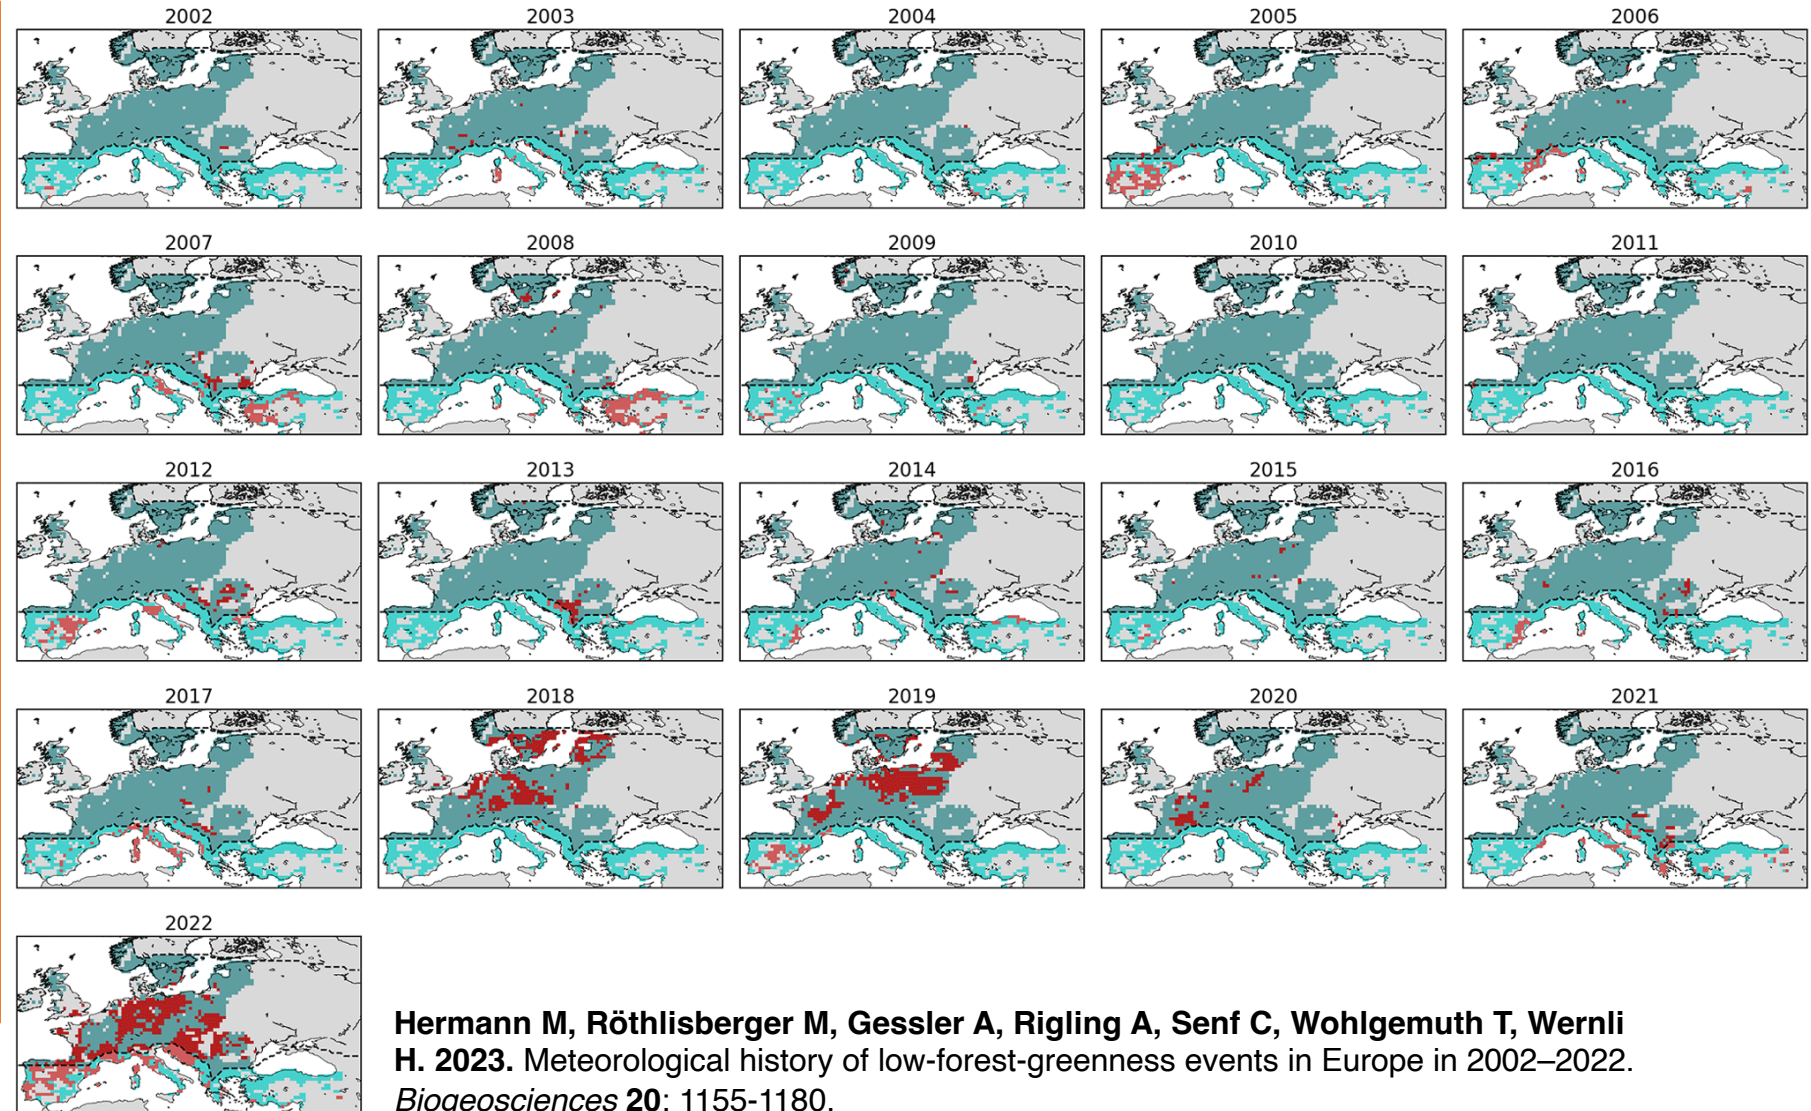 2002 2003 2004 2005 2006
2007 2008 2009 2010 2011
2012 2013 2014 2015 2016
2017 2018 2019 2020 2021
2022
Hermann M, Röthlisberger M, Gessler A, Rigling A, Senf C, Wohlgemuth T, Wernli
H. 2023. Meteorological history of low-forest-greenness events in Europe in 2002–2022.
Biogeosciences 20: 1155-1180.